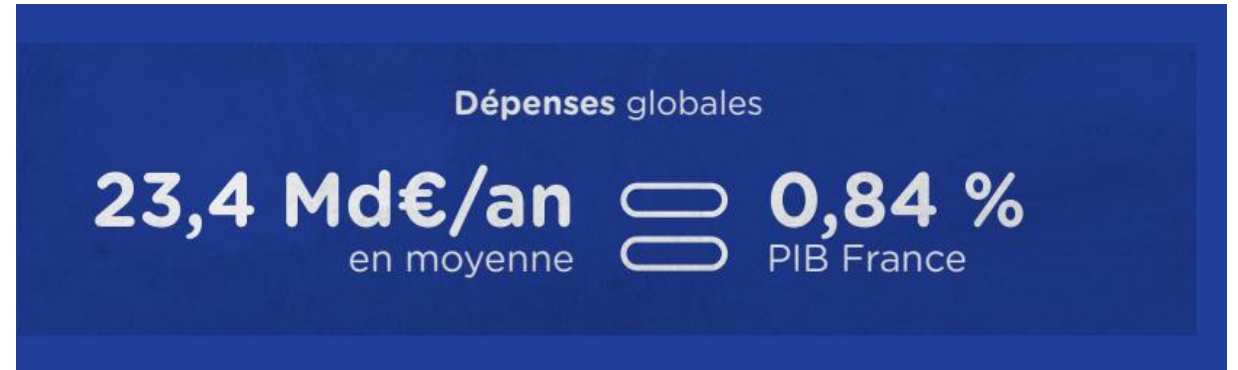 Dépenses globales
23,4 Md€/an
en moyenne
0,84 %
PIB France